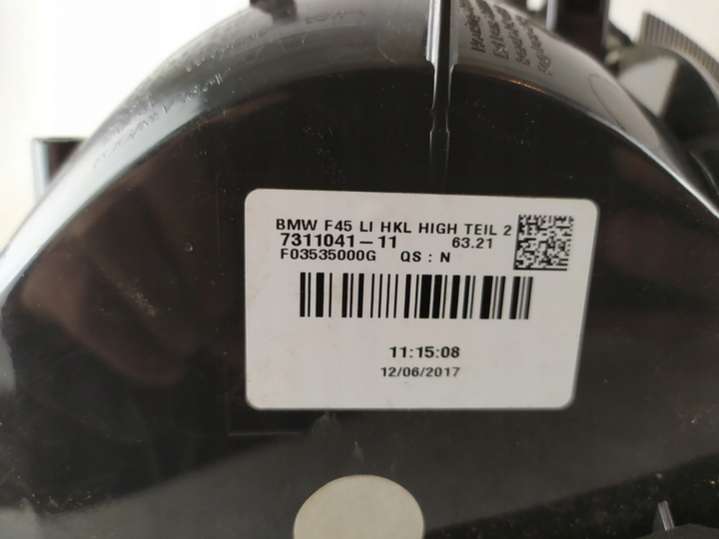 BMW F45 LI HKL HIGH TEIL 2
7311041-11 63.21
F03535000G QS : N
11:15:08
12/06/2017